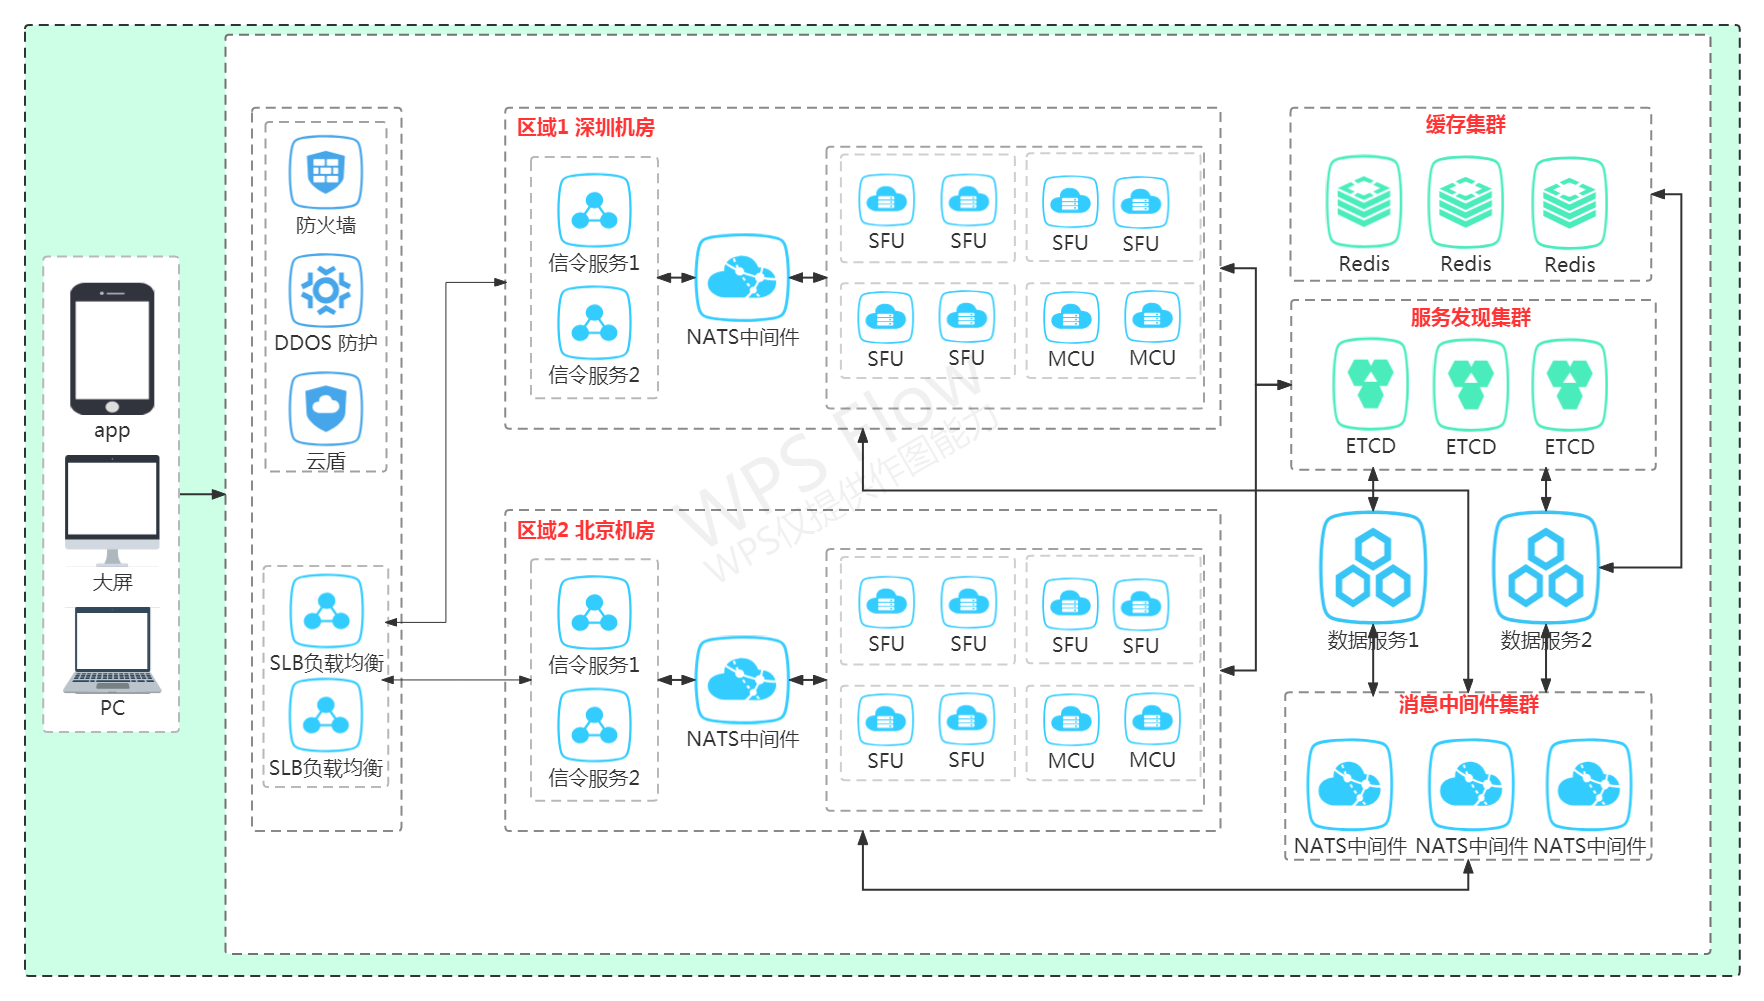 app
大屏
PC
防火墙
DDOS 防护
云盾
SLB负载均衡
SLB负载均衡
区域1 深圳机房
信令服务1
信令服务2
NATS中间件
SFU
SFU
SFU
SFU
SFU
SFU
MCU
MCU
区域2 北京机房
信令服务1
信令服务2
NATS中间件
SFU
SFU
SFU
SFU
SFU
SFU
MCU
MCU
缓存集群
Redis
Redis
Redis
服务发现集群
ETCD
ETCD
ETCD
数据服务1
数据服务2
消息中间件集群
NATS中间件
NATS中间件
NATS中间件
WPS Flow
WPS仅提供作图能力